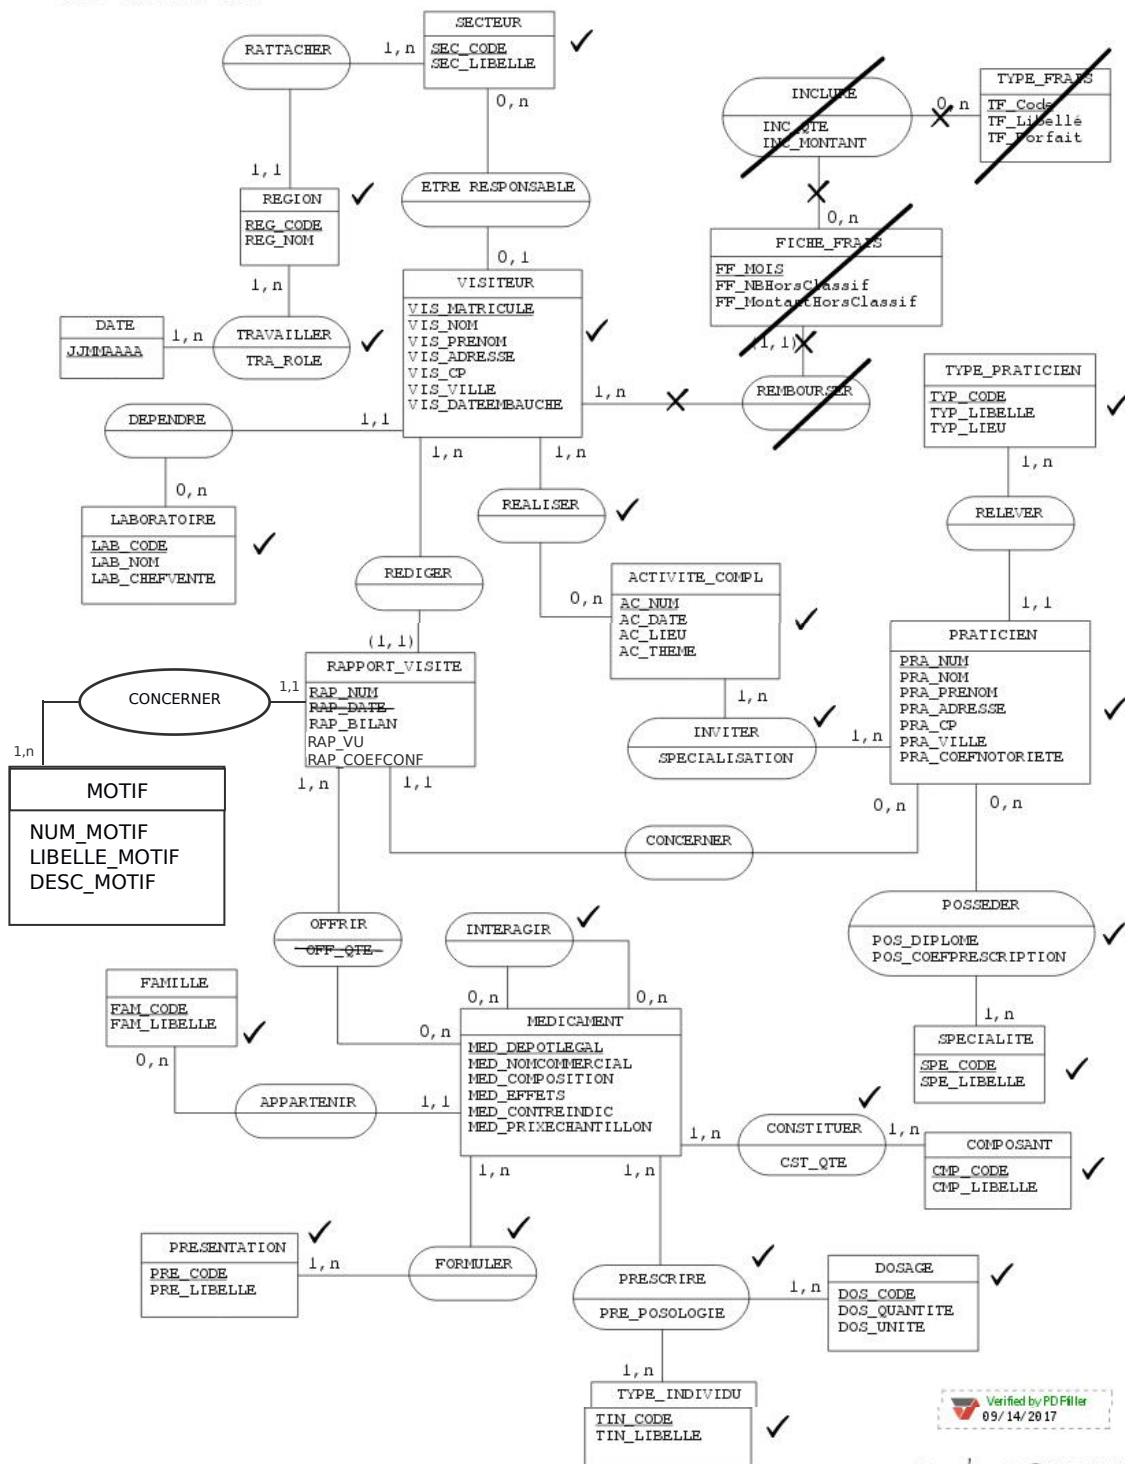 SECTEUR
SEC_CODE
SEC_LIBELLE
RATTACHER
1,n
0,n
1,1
INCLURE
INC_QTE
INC_MONTANT
0,n
TYPE_FRAIS
TF_Code
TF_Libellé
TF_Forfait
REGION
REG_CODE
REG_NOM
1,n
ETRE RESPONSABLE
0,1
0,n
FICHE_FRAIS
FF_MOIS
FF_NBHorsClassif
FF_MontantHorsClassif
(1,1)
VISITEUR
VIS_MATRICULE
VIS_NOM
VIS_PRENOM
VIS_ADRESSE
VIS_CP
VIS_VILLE
VIS_DATEEMBAUCHE
DATE
JJMMAAAA
1,n
TRAVAILLER
TRA_ROLE
1,n
REMBOURSER
TYPE_PRATICIEN
TYP_CODE
TYP_LIBELLE
TYP_LIEU
1,n
DEPENDRE
1,1
0,n
1,n
1,n
LABORATOIRE
LAB_CODE
LAB_NOM
LAB_CHEFVENTE
REALISER
RELEVER
REDIGER
0,n
ACTIVITE_COMPL
AC_NUM
AC_DATE
AC_LIEU
AC_THEME
1,n
1,1
(1,1)
RAPPORT_VISITE
RAP_NUM
RAP_DATE
RAP_BILAN
RAP_VU
RAP_COEFCONF
CONCERNER
1,1
1,n
MOTIF
NUM_MOTIF
LIBELLE_MOTIF
DESC_MOTIF
INVITER
SPECIALISATION
1,n
PRATICIEN
PRA_NUM
PRA_NOM
PRA_PRENOM
PRA_ADRESSE
PRA_CP
PRA_VILLE
PRA_COEFNOTORIETE
1,n
1,1
0,n
0,n
CONCERNER
OFFRIR
OFF_QTE
INTERAGIR
0,n
0,n
POSSEDER
POS_DIPLOME
POS_COEFPRESCRIPTION
1,n
FAMILLE
FAM_CODE
FAM_LIBELLE
0,n
0,n
MEDICAMENT
MED_DEPOTLEGAL
MED_NOMCOMMERCIAL
MED_COMPOSITION
MED_EFFETS
MED_CONTREINDIC
MED_PRIXECHANTILLON
SPECIALITE
SPE_CODE
SPE_LIBELLE
APPARTENIR
1,1
1,n
CONSTITUER
CST_QTE
1,n
COMPOSANT
CMP_CODE
CMP_LIBELLE
1,n
1,n
PRESENTATION
PRE_CODE
PRE_LIBELLE
1,n
FORMULER
PRESCRIRE
PRE_POSOLOGIE
1,n
DOSAGE
DOS_CODE
DOS_QUANTITE
DOS_UNITE
1,n
TYPE_INDIVIDU
TIN_CODE
TIN_LIBELLE
Verified by PDFfiller
09/14/2017